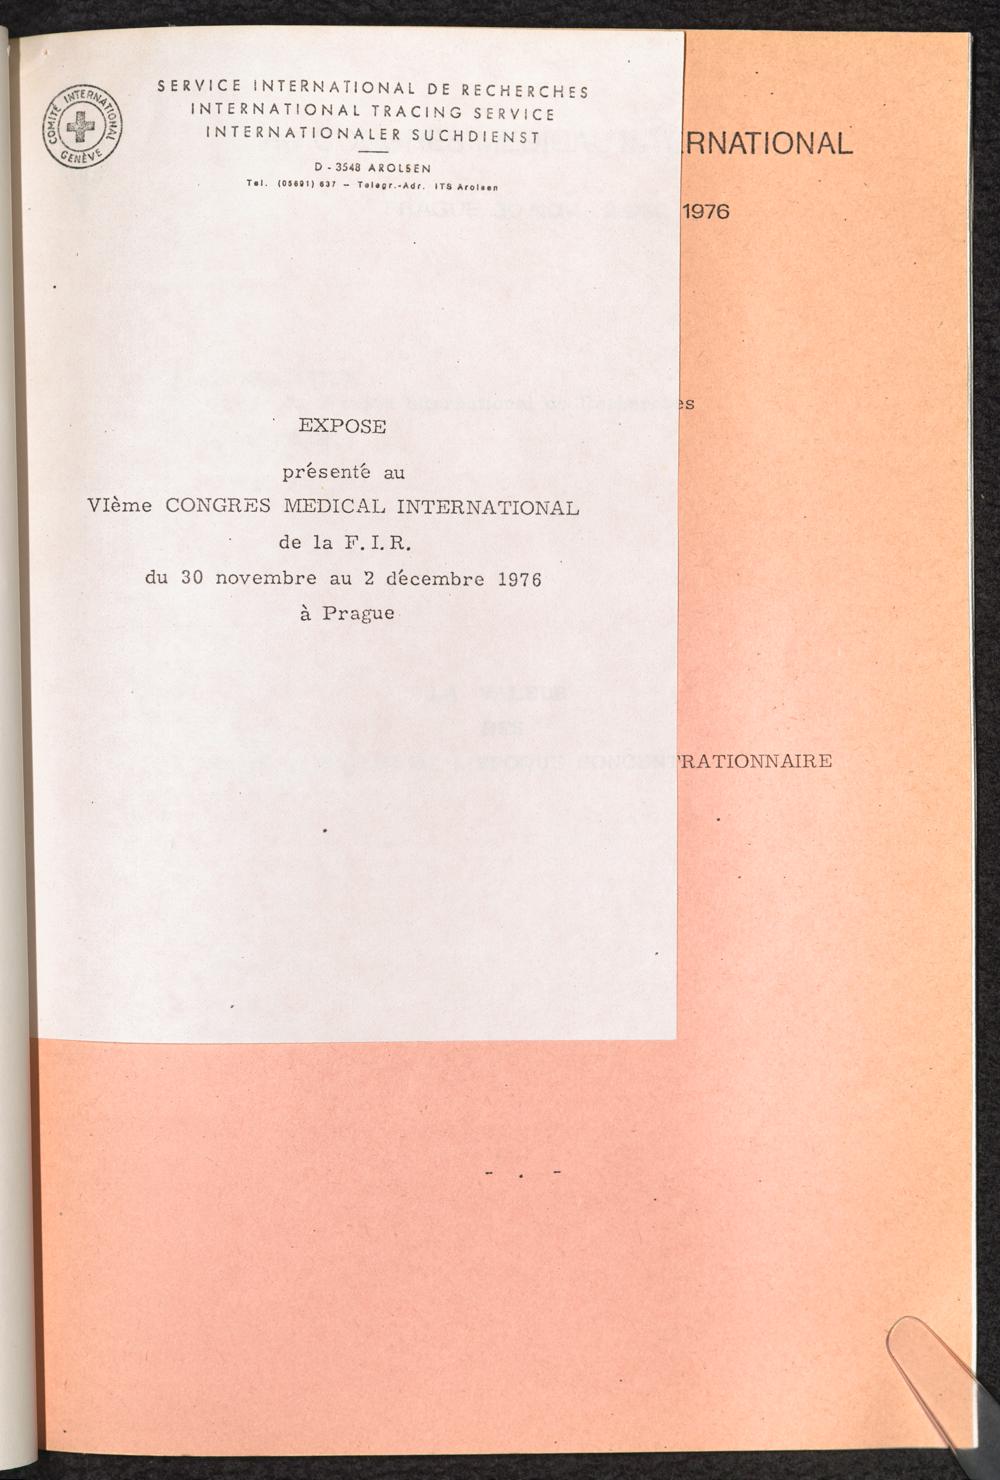 COMITÉ INTERNATIONAL GENÈVE
SERVICE INTERNATIONAL DE RECHERCHES
INTERNATIONAL TRACING SERVICE
INTERNATIONALER SUCHDIENST
D - 3548 AROLSEN
Tel. (05691) 637 — Telegr.-Adr. ITS Arolsen
EXPOSE
présenté au
VIème CONGRES MEDICAL INTERNATIONAL
de la F. I. R.
du 30 novembre au 2 décembre 1976
à Prague
RNATIONAL
1976
es
TRATIONNAIRE
- . -